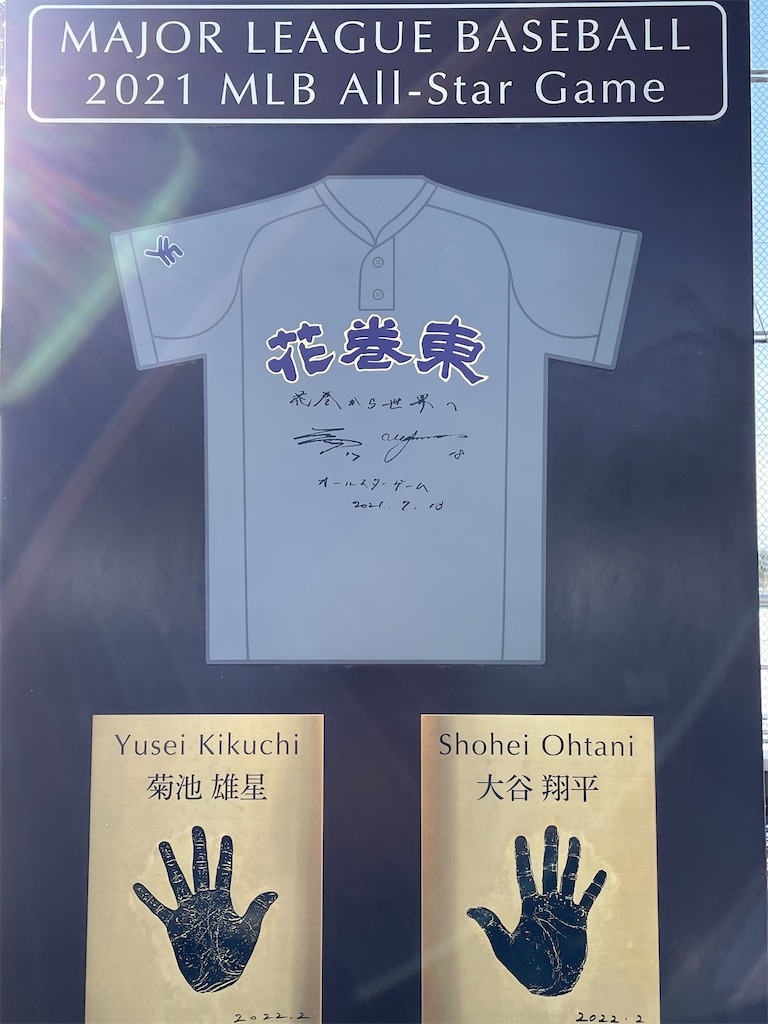 MAJOR LEAGUE BASEBALL
2021 MLB All-Star Game
花巻東
花巻から世界へ
17
18
オールスターゲーム
2021. 7. 13
Yusei Kikuchi
菊池 雄星
Shohei Ohtani
大谷 翔平
2022.2
2022.2